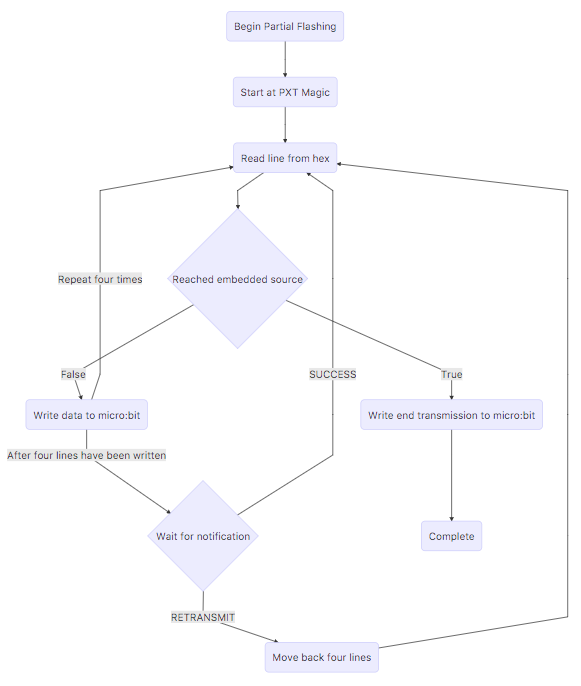 Begin Partial Flashing
Start at PXT Magic
Read line from hex
Repeat four times
Reached embedded source
False
SUCCESS
True
Write data to micro:bit
Write end transmission to micro:bit
After four lines have been written
Wait for notification
Complete
RETRANSMIT
Move back four lines